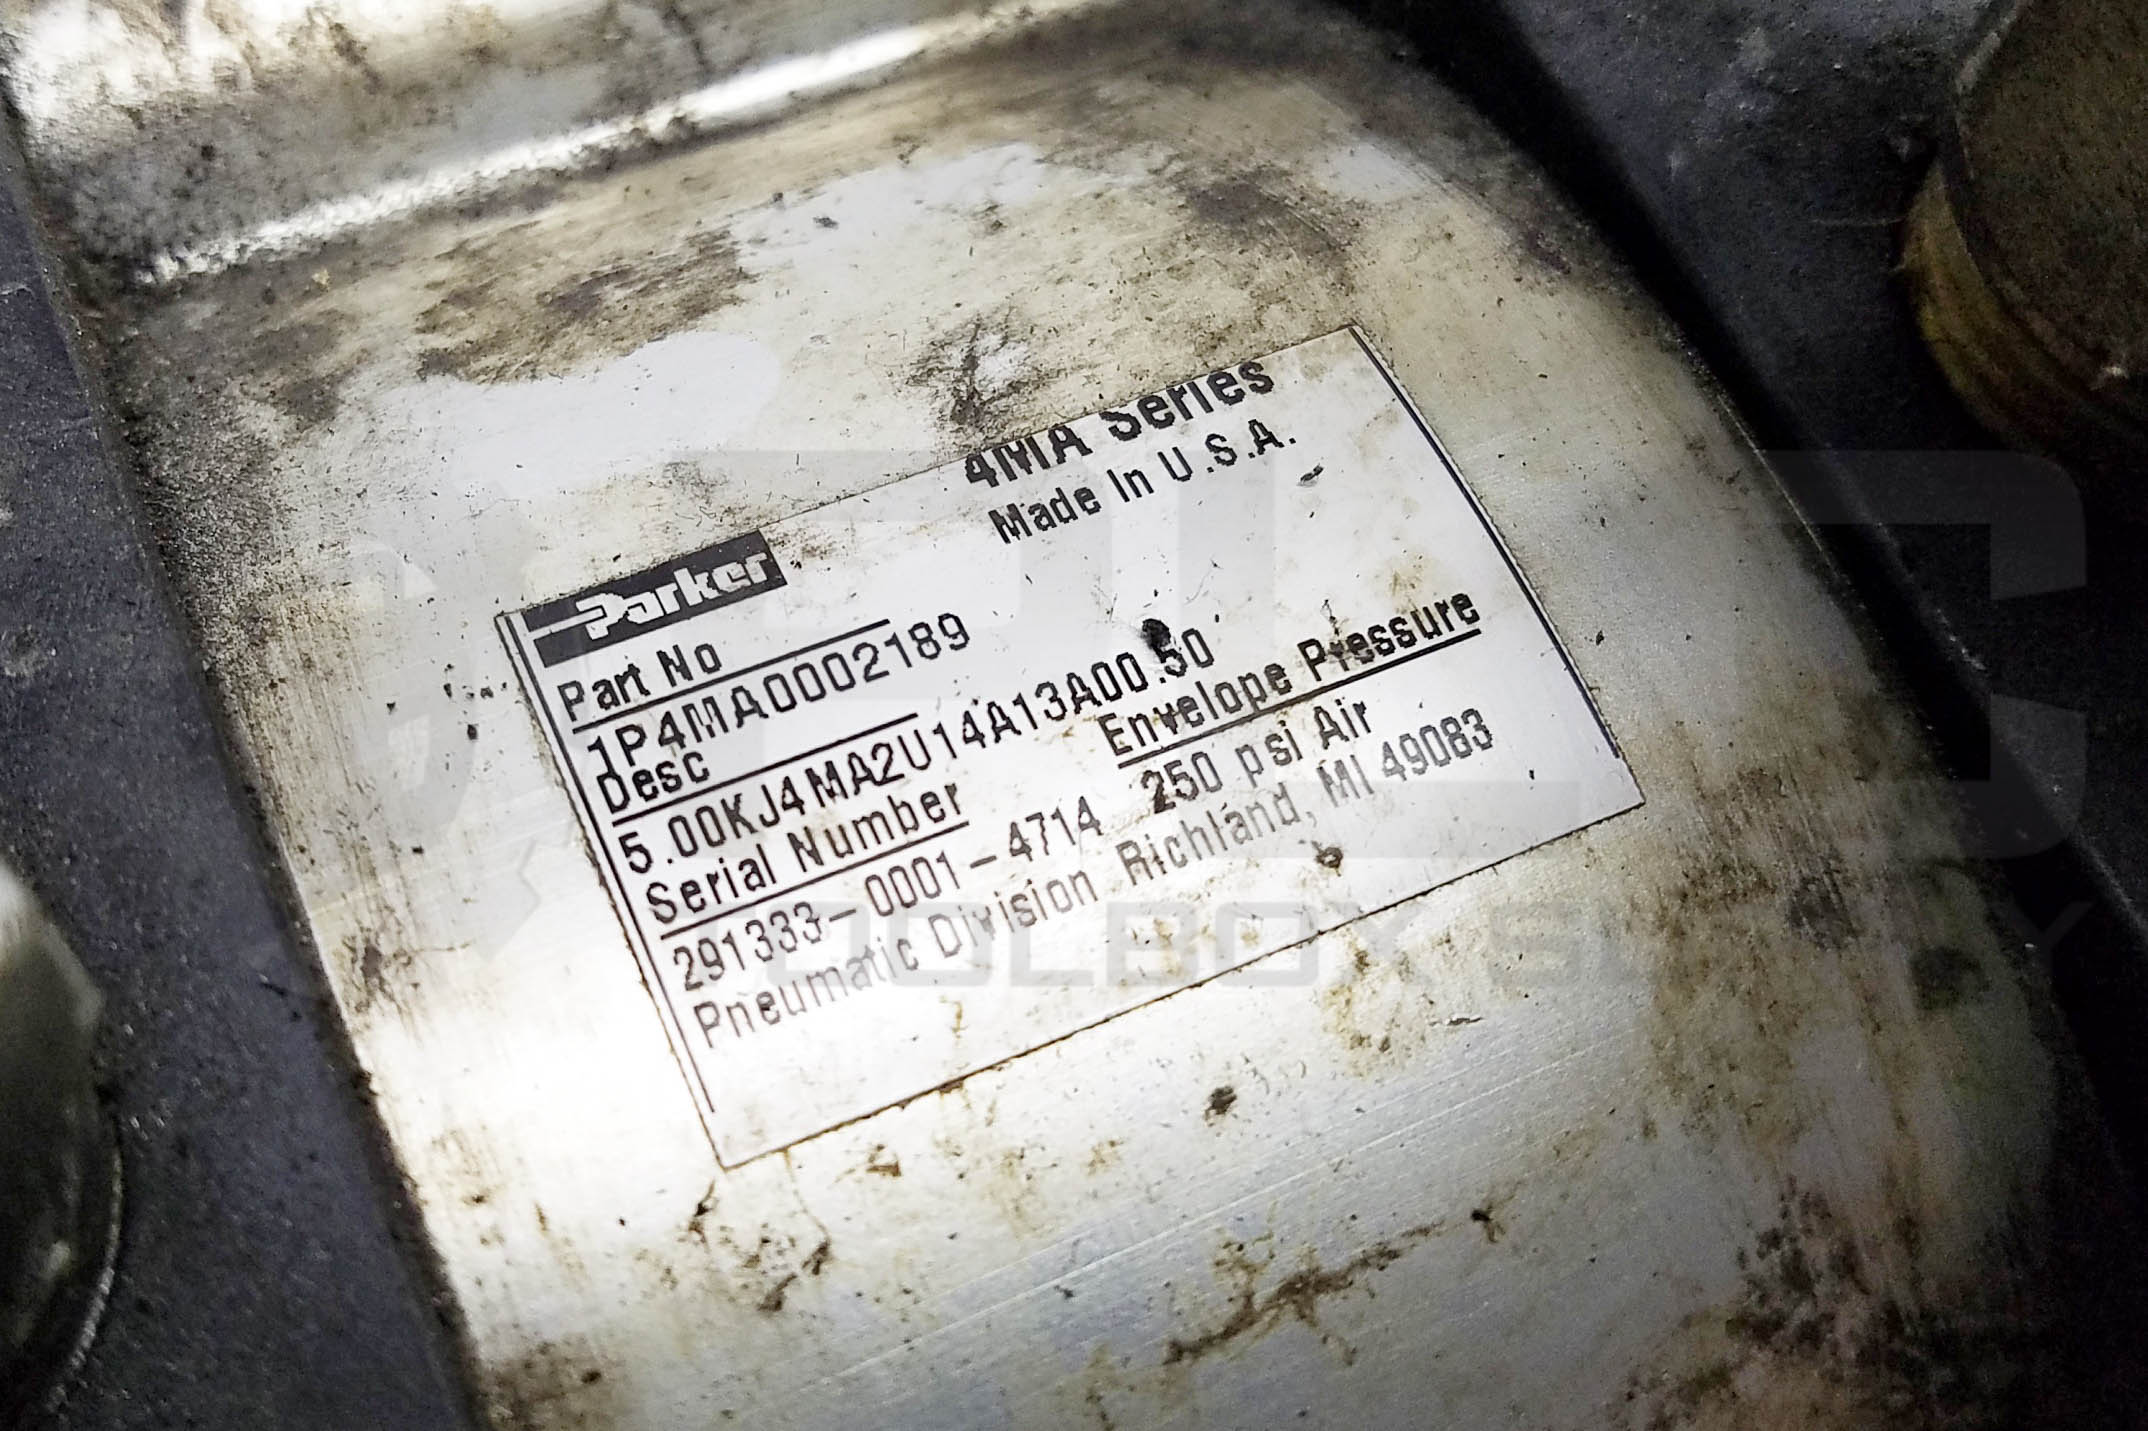 4MA Series
Made In U.S.A.
Parker
Part No
1P4MA0002189
Desc
5.00KJ4MA2U14A13A00.50
Serial Number Envelope Pressure
291333-0001-4714 250 psi Air
Pneumatic Division Richland, MI 49083